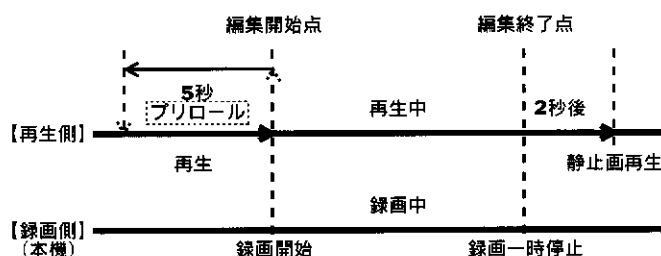 編集開始点 編集終了点
5秒
プリロール 再生中 2秒後
【再生側】
再生 静止画再生
録画中
【録画側】
(本機) 録画開始 録画一時停止